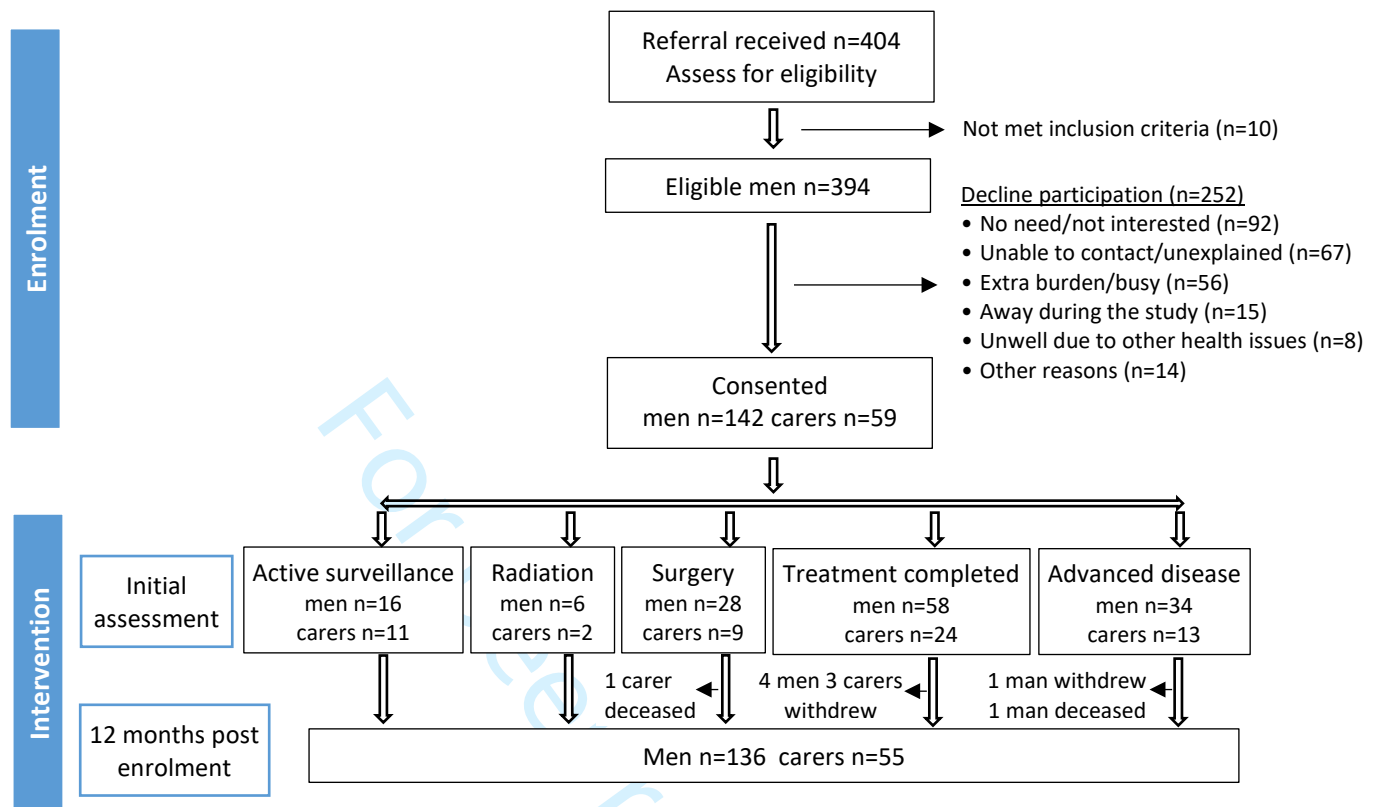 Enrolment
Referral received n=404
Assess for eligibility
Not met inclusion criteria (n=10)
Eligible men n=394
Decline participation (n=252)
• No need/not interested (n=92)
• Unable to contact/unexplained (n=67)
• Extra burden/busy (n=56)
• Away during the study (n=15)
• Unwell due to other health issues (n=8)
• Other reasons (n=14)
Consented
men n=142 carers n=59
Intervention
Initial
assessment
Active surveillance
men n=16
carers n=11
Radiation
men n=6
carers n=2
Surgery
men n=28
carers n=9
Treatment completed
men n=58
carers n=24
Advanced disease
men n=34
carers n=13
1 carer
deceased
4 men 3 carers
withdrew
1 man withdrew
1 man deceased
12 months post
enrolment
Men n=136 carers n=55